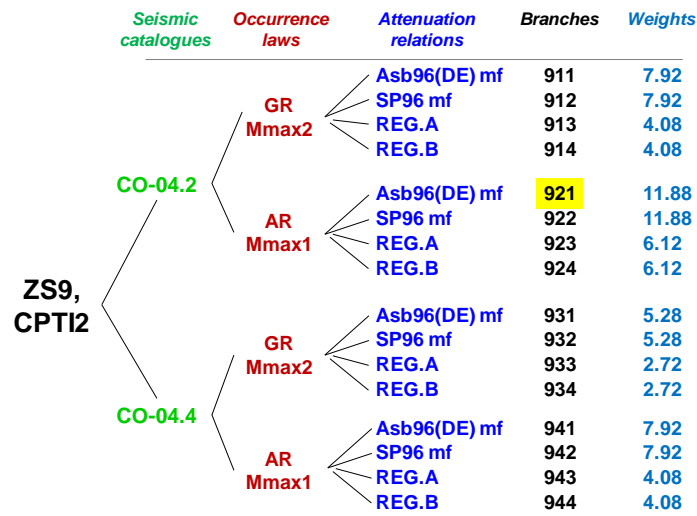 Seismic catalogues Occurrence laws Attenuation relations Branches Weights
Asb96(DE) mf 911 7.92
SP96 mf 912 7.92
GR Mmax2
REG.A 913 4.08
REG.B 914 4.08
CO-04.2
Asb96(DE) mf 921 11.88
SP96 mf 922 11.88
AR Mmax1
REG.A 923 6.12
REG.B 924 6.12
ZS9,
CPTI2
Asb96(DE) mf 931 5.28
SP96 mf 932 5.28
GR Mmax2
REG.A 933 2.72
REG.B 934 2.72
CO-04.4
Asb96(DE) mf 941 7.92
SP96 mf 942 7.92
AR Mmax1
REG.A 943 4.08
REG.B 944 4.08